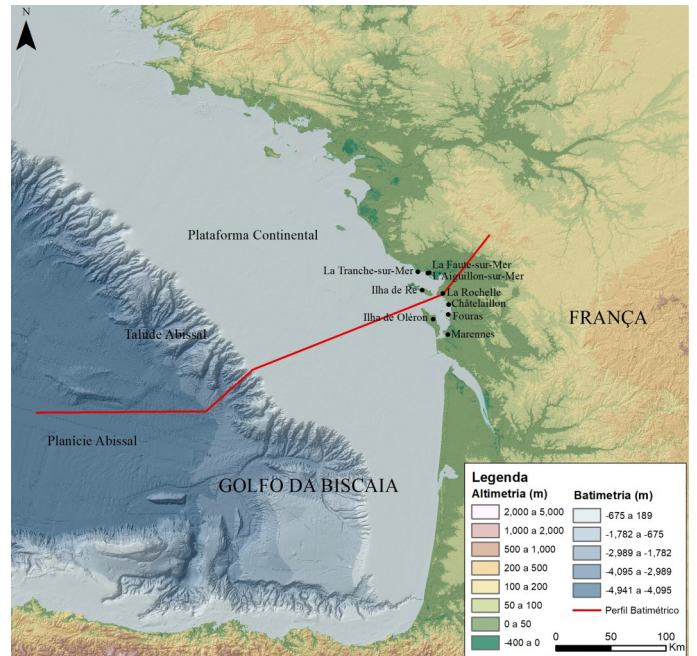 N
Plataforma Continental
La Faute-sur-Mer
La Tranche-sur-Mer
L'Aiguillon-sur-Mer
Ilha de Ré
La Rochelle
Châtelaillon
Ilha de Oléron
Fouras
FRANÇA
Marennes
Talude Abissal
Planície Abissal
GOLFO DA BISCAIA
Legenda
Altimetria (m)
2,000 a 5,000
1,000 a 2,000
500 a 1,000
200 a 500
100 a 200
50 a 100
0 a 50
-400 a 0
Batimetria (m)
-675 a 189
-1,782 a -675
-2,989 a -1,782
-4,095 a -2,989
-4,941 a -4,095
Perfil Batimétrico
0 50 100
Km